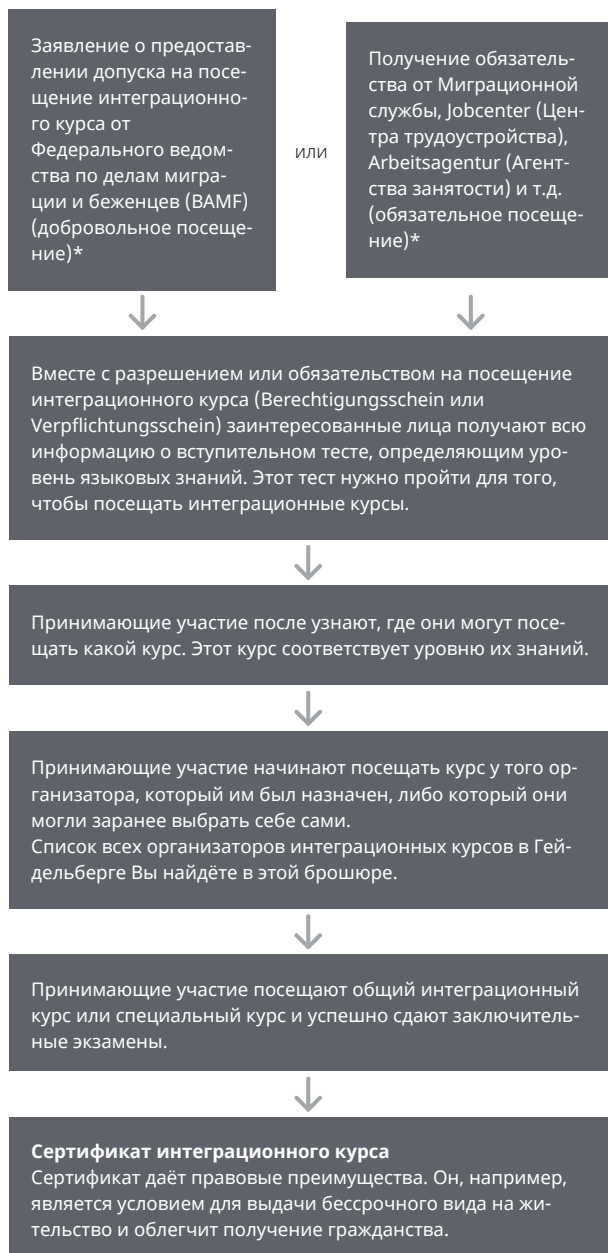 Заявление о предостав-
лении допуска на посе-
щение интеграционно-
го курса от
Федерального ведом-
ства по делам мигра-
ции и беженцев (BAMF)
(добровольное посеще-
ние)*
или
Получение обязатель-
ства от Миграционной
службы, Jobcenter (Цен-
тра трудоустройства),
Arbeitsagentur (Агент-
ства занятости) и т.д.
(обязательное посеще-
ние)*
Вместе с разрешением или обязательством на посещение
интеграционного курса (Berechtigungsschein или
Verpflichtungsschein) заинтересованные лица получают всю
информацию о вступительном тесте, определяющим уро-
вень языковых знаний. Этот тест нужно пройти для того,
чтобы посещать интеграционные курсы.
Принимающие участие после узнают, где они могут посе-
щать какой курс. Этот курс соответствует уровню их знаний.
Принимающие участие начинают посещать курс у того ор-
ганизатора, который им был назначен, либо который они
могли заранее выбрать себе сами.
Список всех организаторов интеграционных курсов в Гей-
дельберге Вы найдёте в этой брошюре.
Принимающие участие посещают общий интеграционный
курс или специальный курс и успешно сдают заключитель-
ные экзамены.
Сертификат интеграционного курса
Сертификат даёт правовые преимущества. Он, например,
является условием для выдачи бессрочного вида на жи-
тельство и облегчит получение гражданства.